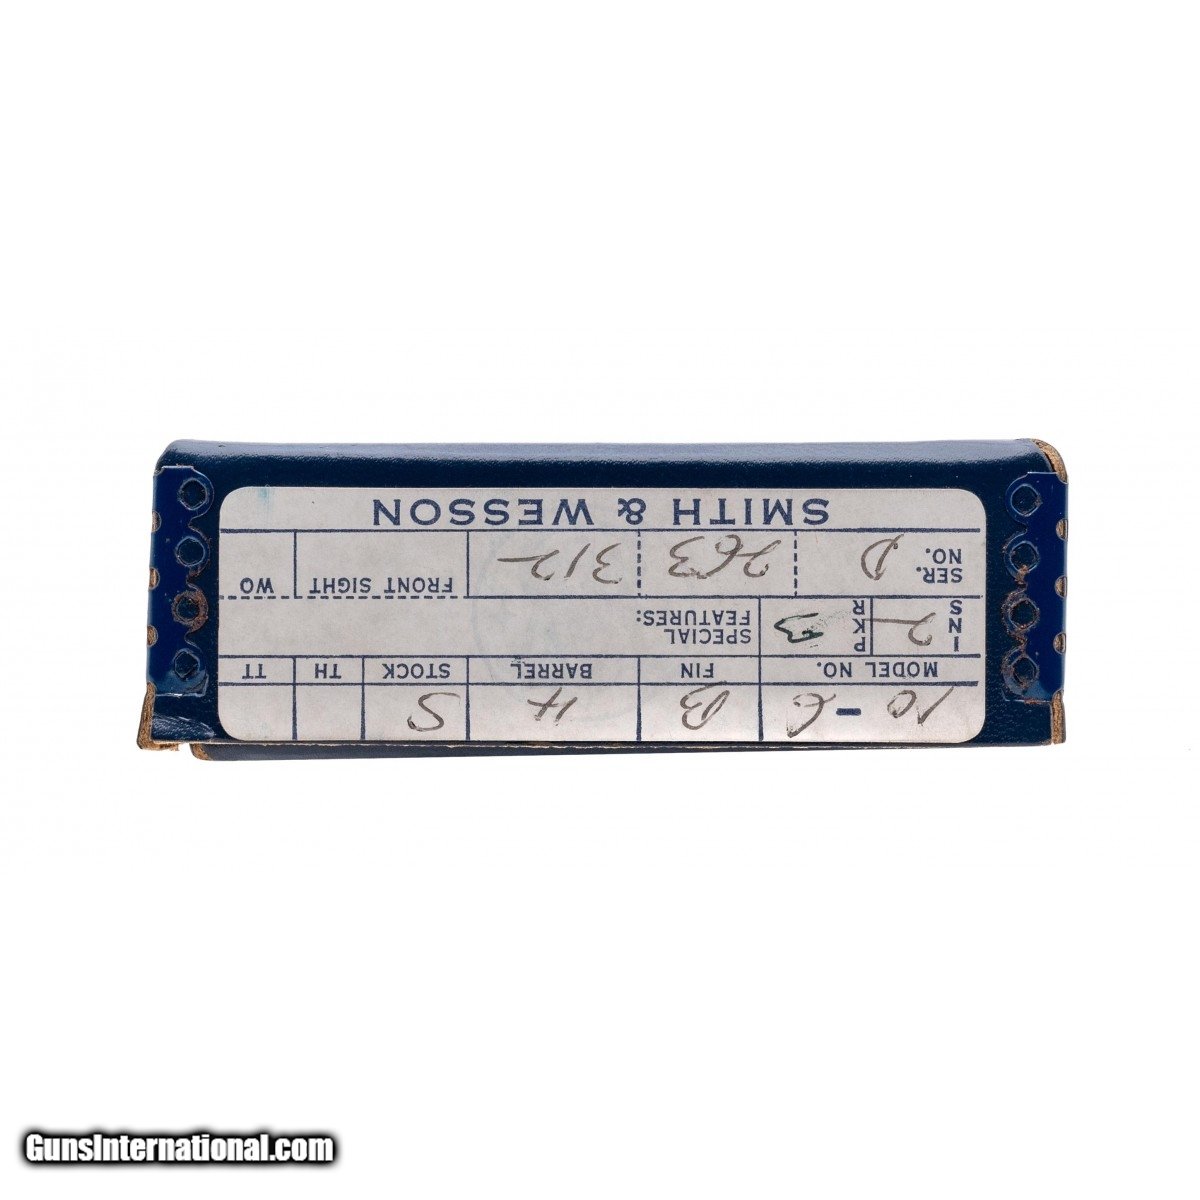 10-6 B 4 S
MODEL NO. FIN BARREL STOCK TH TT
INS 2 PKR 3 SPECIAL
FEATURES:
FRONT SIGHT WO
SER.
NO. D 263 312
SMITH & WESSON
GunsInternational.com